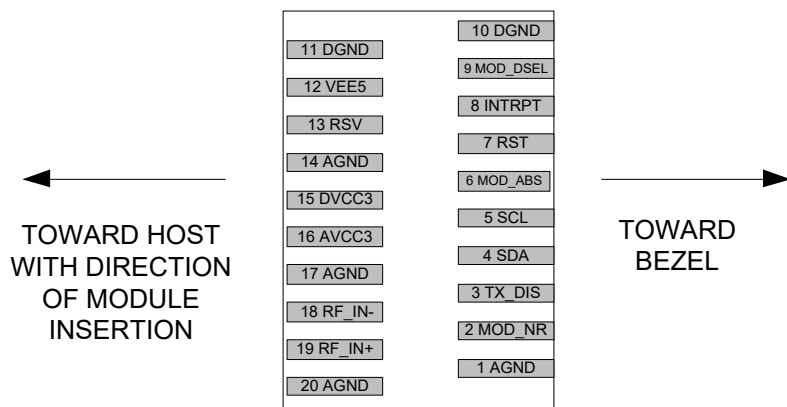 10 DGND
11 DGND
9 MOD_DSEL
12 VEE5
8 INTRPT
13 RSV
7 RST
14 AGND
6 MOD_ABS
15 DVCC3
5 SCL
16 AVCC3
4 SDA
17 AGND
3 TX_DIS
18 RF_IN-
2 MOD_NR
19 RF_IN+
1 AGND
20 AGND
TOWARD HOST
WITH DIRECTION
OF MODULE
INSERTION
TOWARD
BEZEL